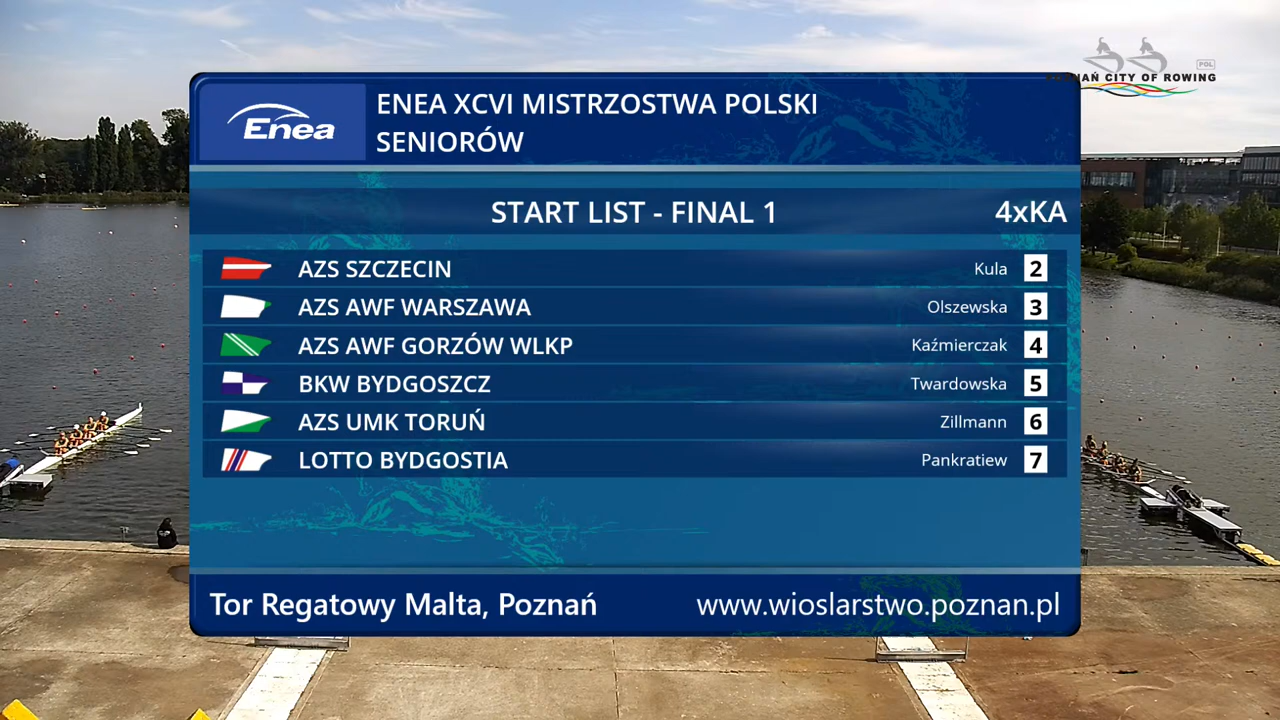 POL
POZNAŃ CITY OF ROWING
Enea
ENEA XCVI MISTRZOSTWA POLSKI
SENIORÓW
START LIST - FINAL 1 4xKA
AZS SZCZECIN Kula 2
AZS AWF WARSZAWA Olszewska 3
AZS AWF GORZÓW WLKP Kaźmierczak 4
BKW BYDGOSZCZ Twardowska 5
AZS UMK TORUŃ Zillmann 6
LOTTO BYDGOSTIA Pankratiew 7
Tor Regatowy Malta, Poznań www.wioslarstwo.poznan.pl